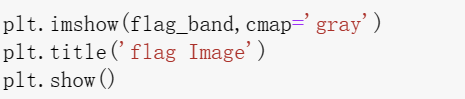 plt.imshow(flag_band,cmap='gray')
plt.title('flag Image')
plt.show()